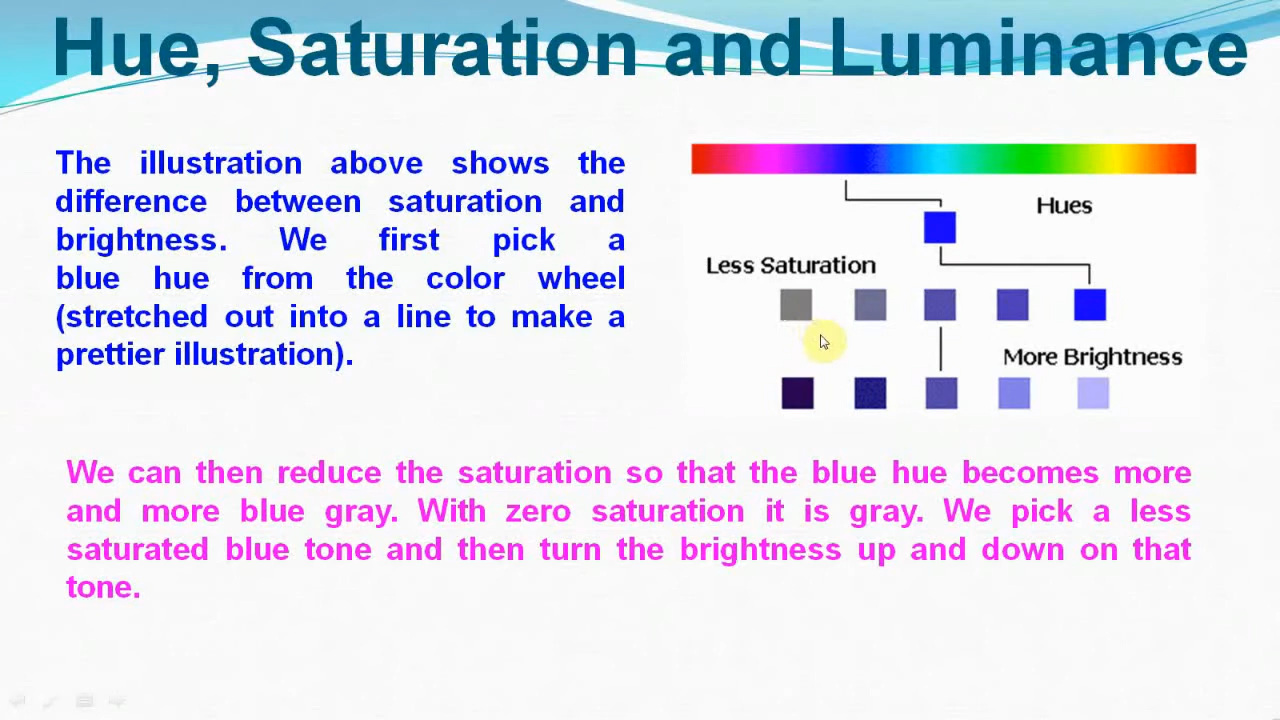 Hue, Saturation and Luminance
The illustration above shows the
difference between saturation and
brightness. We first pick a
blue hue from the color wheel
(stretched out into a line to make a
prettier illustration).
Hues
Less Saturation
More Brightness
We can then reduce the saturation so that the blue hue becomes more
and more blue gray. With zero saturation it is gray. We pick a less
saturated blue tone and then turn the brightness up and down on that
tone.